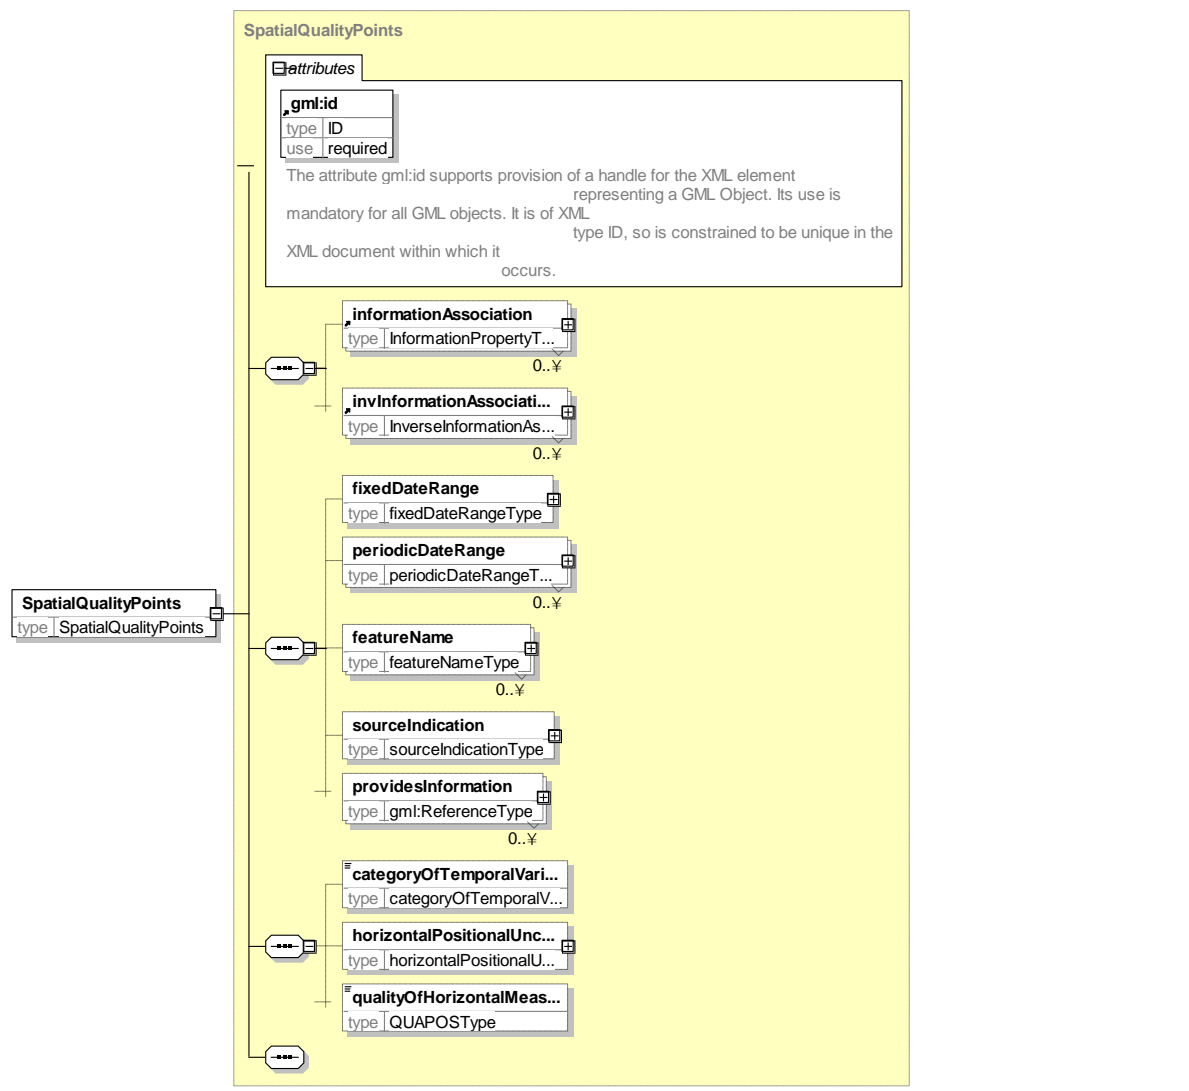 SpatialQualityPoints
attributes
gml:id
type ID
use required
The attribute gml:id supports provision of a handle for the XML element
representing a GML Object. Its use is
mandatory for all GML objects. It is of XML
type ID, so is constrained to be unique in the
XML document within which it
occurs.
informationAssociation
type InformationPropertyT...
0..¥
invInformationAssociati...
type InverseInformationAs...
0..¥
fixedDateRange
type fixedDateRangeType
periodicDateRange
type periodicDateRangeT...
0..¥
SpatialQualityPoints
type SpatialQualityPoints
featureName
type featureNameType
0..¥
sourceIndication
type sourceIndicationType
providesInformation
type gml:ReferenceType
0..¥
categoryOfTemporalVari...
type categoryOfTemporalV...
horizontalPositionalUnc...
type horizontalPositionalU...
qualityOfHorizontalMeas...
type QUAPOSType